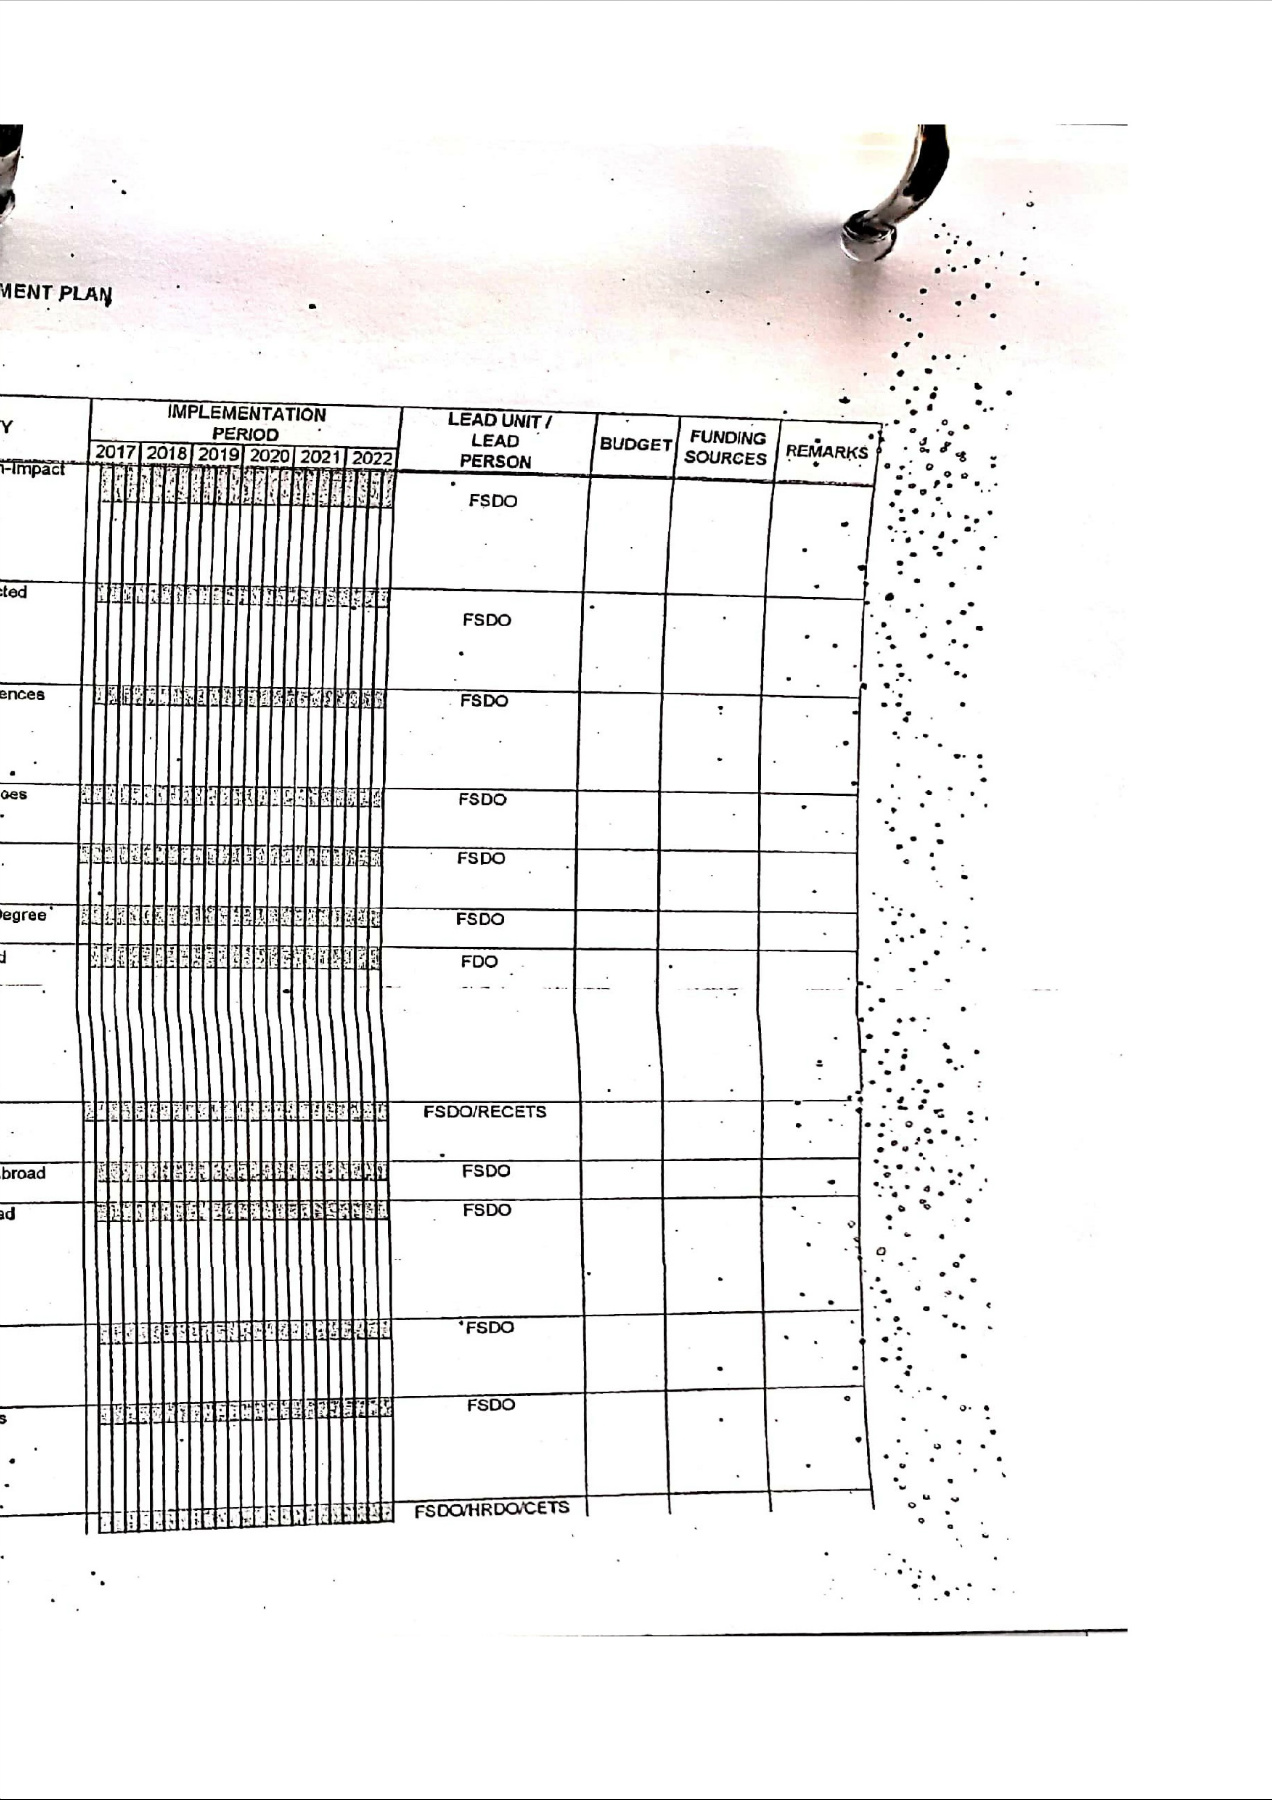 MENT PLAN
Y
IMPLEMENTATION
PERIOD
LEAD UNIT /
LEAD
PERSON
BUDGET
FUNDING
SOURCES
REMARKS
2017 2018 2019 2020 2021 2022
n-Impact
FSDO
cted
FSDO
ences
FSDO
oes
FSDO
FSDO
Degree
FSDO
d
FDO
FSDO/RECETS
broad
FSDO
ad
FSDO
FSDO
s
FSDO
FSDO/HRDO/CETS